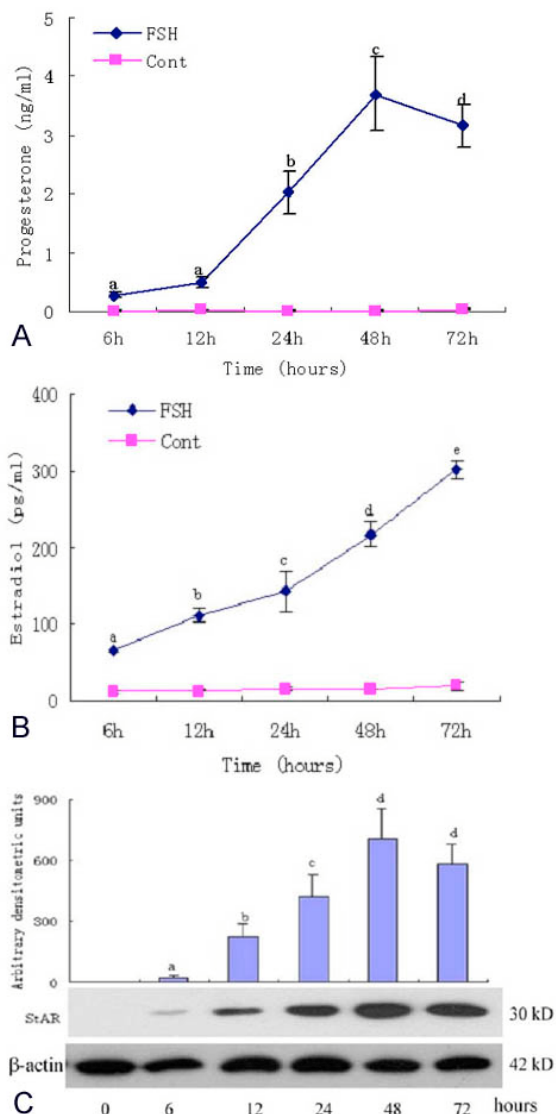 5
FSH
Cont
4
3
2
1
0
Progesterone (ng/ml)
a
a
b
c
d
6h
12h
24h
48h
72h
Time (hours)
A
400
FSH
Cont
300
200
100
0
Estradiol (pg/ml)
a
b
c
d
e
6h
12h
24h
48h
72h
Time (hours)
B
900
600
300
0
Arbitrary densitometric units
a
b
c
d
d
StAR
30 kD
β-actin
42 kD
C
0 6 12 24 48 72 hours